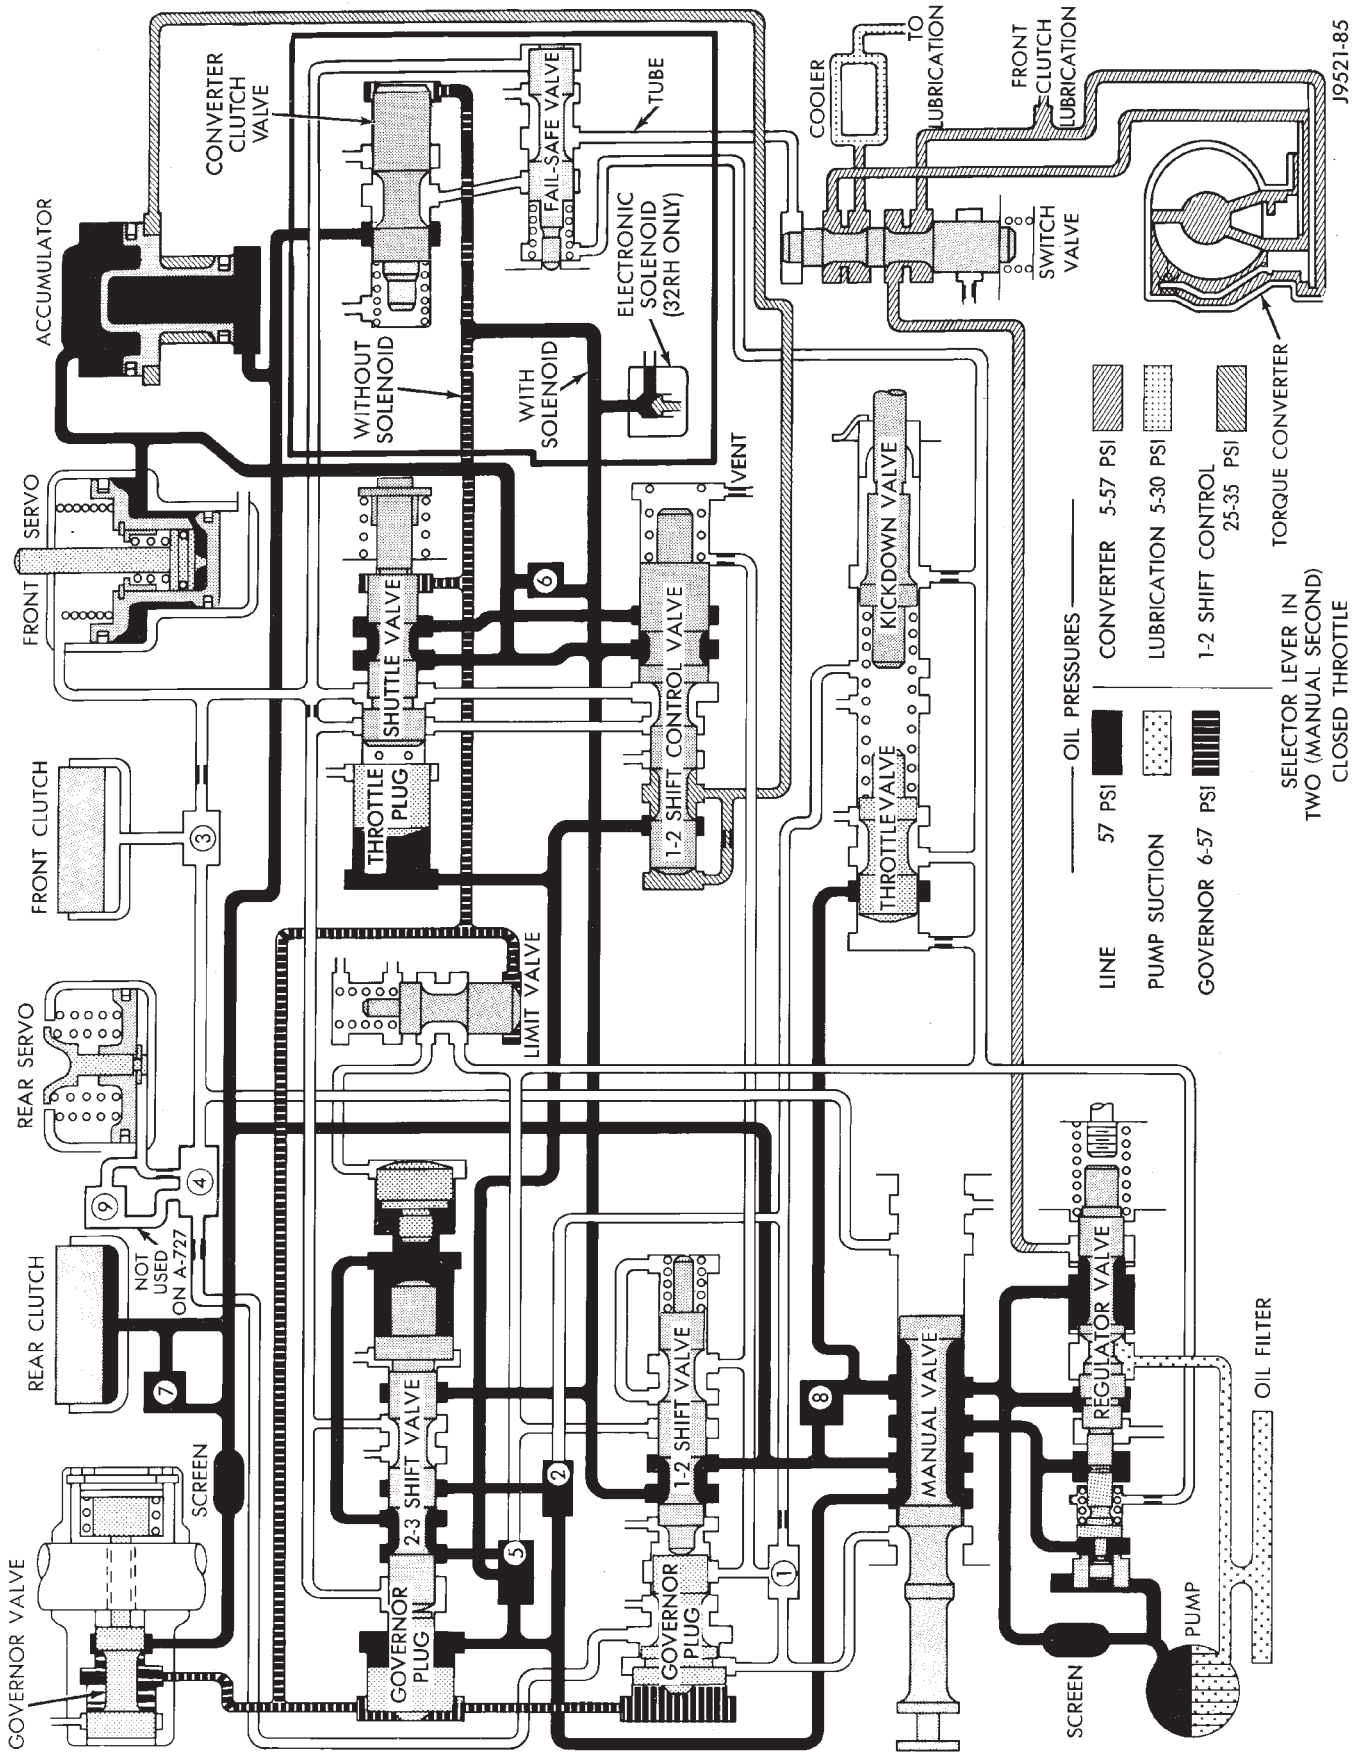 GOVERNOR VALVE
REAR CLUTCH
REAR SERVO
FRONT CLUTCH
FRONT SERVO
ACCUMULATOR
CONVERTER
CLUTCH
VALVE
7
9
4
3
NOT
USED
ON A-727
SCREEN
WITHOUT
SOLENOID
WITH
SOLENOID
GOVERNOR
PLUG
2-3 SHIFT VALVE
LIMIT VALVE
THROTTLE
PLUG
SHUTTLE VALVE
FAIL-SAFE VALVE
TUBE
ELECTRONIC
SOLENOID
(32RH ONLY)
5
2
6
GOVERNOR
PLUG
1-2 SHIFT VALVE
1-2 SHIFT CONTROL VALVE
VENT
1
8
COOLER
TO
LUBRICATION
FRONT
CLUTCH
LUBRICATION
SWITCH
VALVE
MANUAL VALVE
THROTTLE VALVE
KICKDOWN VALVE
SCREEN
PUMP
REGULATOR VALVE
OIL FILTER
TORQUE CONVERTER
OIL PRESSURES
LINE 57 PSI
CONVERTER 5-57 PSI
PUMP SUCTION
LUBRICATION 5-30 PSI
GOVERNOR 6-57 PSI
1-2 SHIFT CONTROL
25-35 PSI
SELECTOR LEVER IN
TWO (MANUAL SECOND)
CLOSED THROTTLE
J9521-85